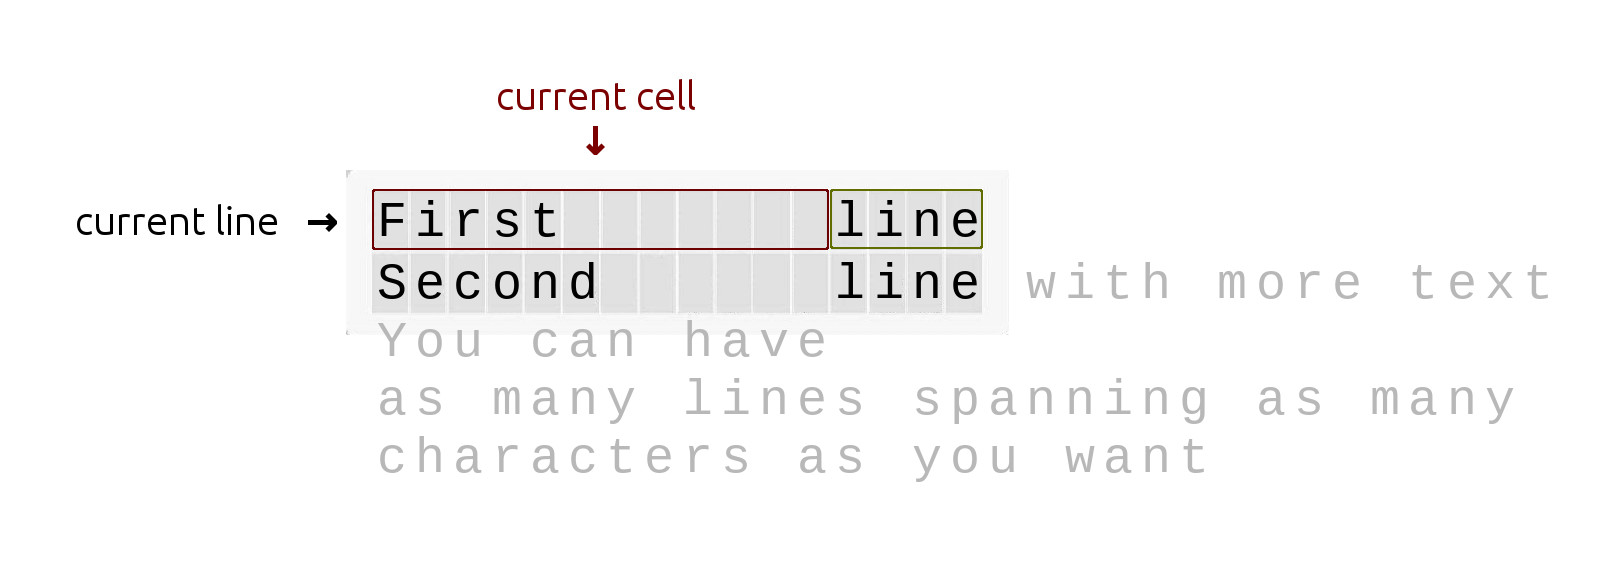 current cell
↓
current line → First       line
Second      line with more text
You can have
as many lines spanning as many
characters as you want